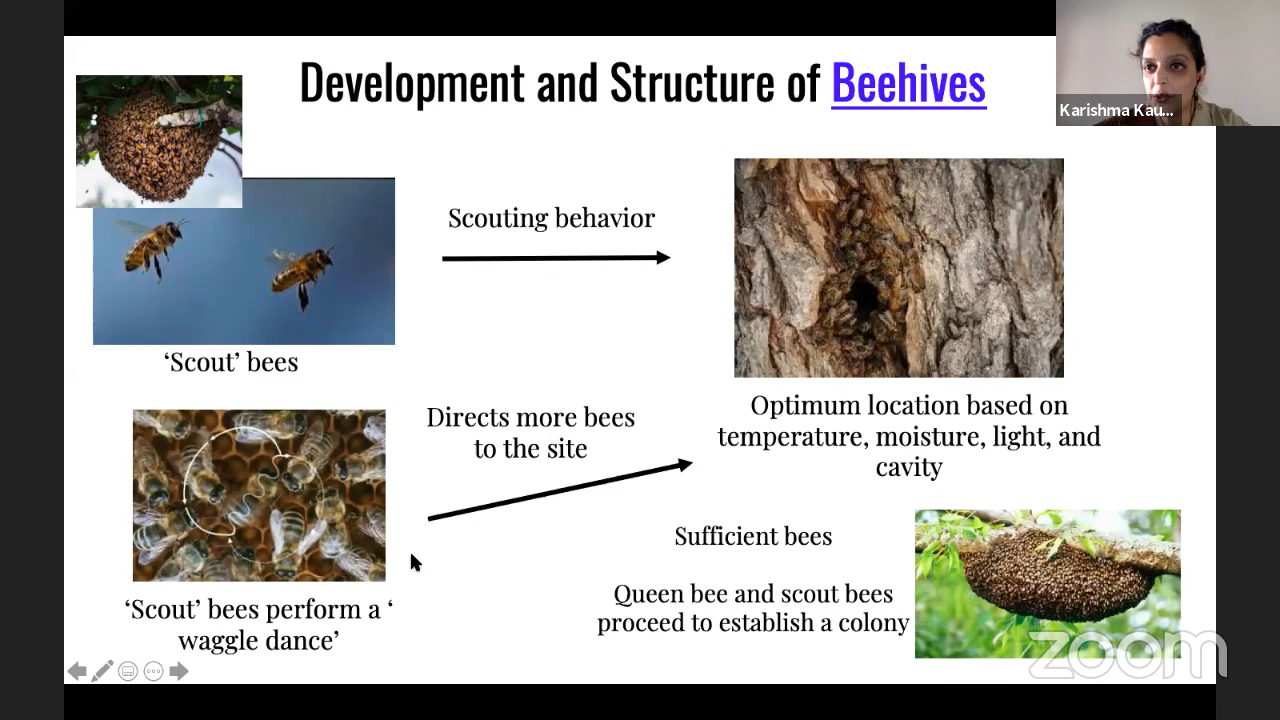 Development and Structure of Beehives
Karishma Kau...
Scouting behavior
‘Scout’ bees
Directs more bees
to the site
Optimum location based on
temperature, moisture, light, and
cavity
‘Scout’ bees perform a ‘
waggle dance’
Sufficient bees
Queen bee and scout bees
proceed to establish a colony
zoom